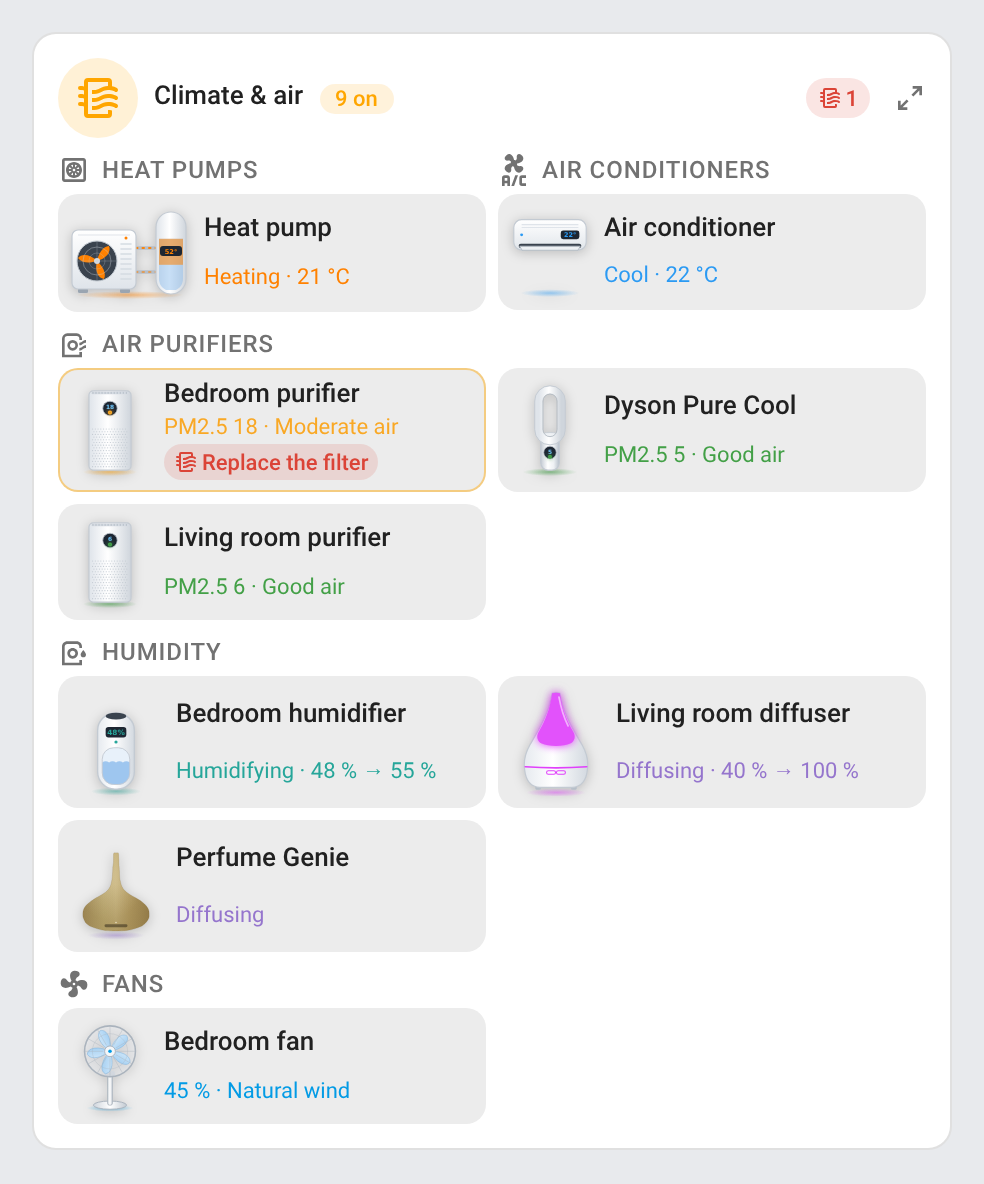 Climate & air
9 on
1
HEAT PUMPS
A/C
AIR CONDITIONERS
52°
Heat pump
Heating · 21 °C
22°
Air conditioner
Cool · 22 °C
AIR PURIFIERS
18
Bedroom purifier
PM2.5 18 · Moderate air
Replace the filter
5
Dyson Pure Cool
PM2.5 5 · Good air
6
Living room purifier
PM2.5 6 · Good air
HUMIDITY
48%
Bedroom humidifier
Humidifying · 48 % → 55 %
Living room diffuser
Diffusing · 40 % → 100 %
Perfume Genie
Diffusing
FANS
Bedroom fan
45 % · Natural wind